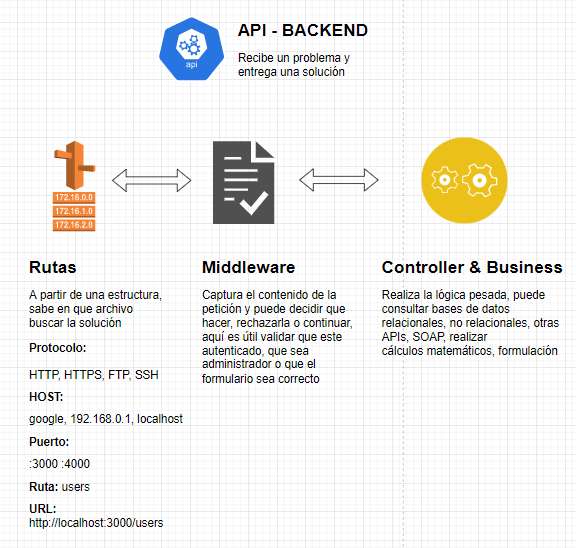 API - BACKEND
Recibe un problema y
entrega una solución
api
172.16.0.0
172.16.1.0
172.16.2.0
Rutas
A partir de una estructura,
sabe en que archivo
buscar la solución
Protocolo:
HTTP, HTTPS, FTP, SSH
HOST:
google, 192.168.0.1, localhost
Puerto:
:3000 :4000
Ruta: users
URL:
http://localhost:3000/users
Middleware
Captura el contenido de la
petición y puede decidir que
hacer, rechazarla o continuar,
aquí es útil validar que este
autenticado, que sea
administrador o que el
formulario sea correcto
Controller & Business
Realiza la lógica pesada, puede
consultar bases de datos
relacionales, no relacionales, otras
APIs, SOAP, realizar
cálculos matemáticos, formulación